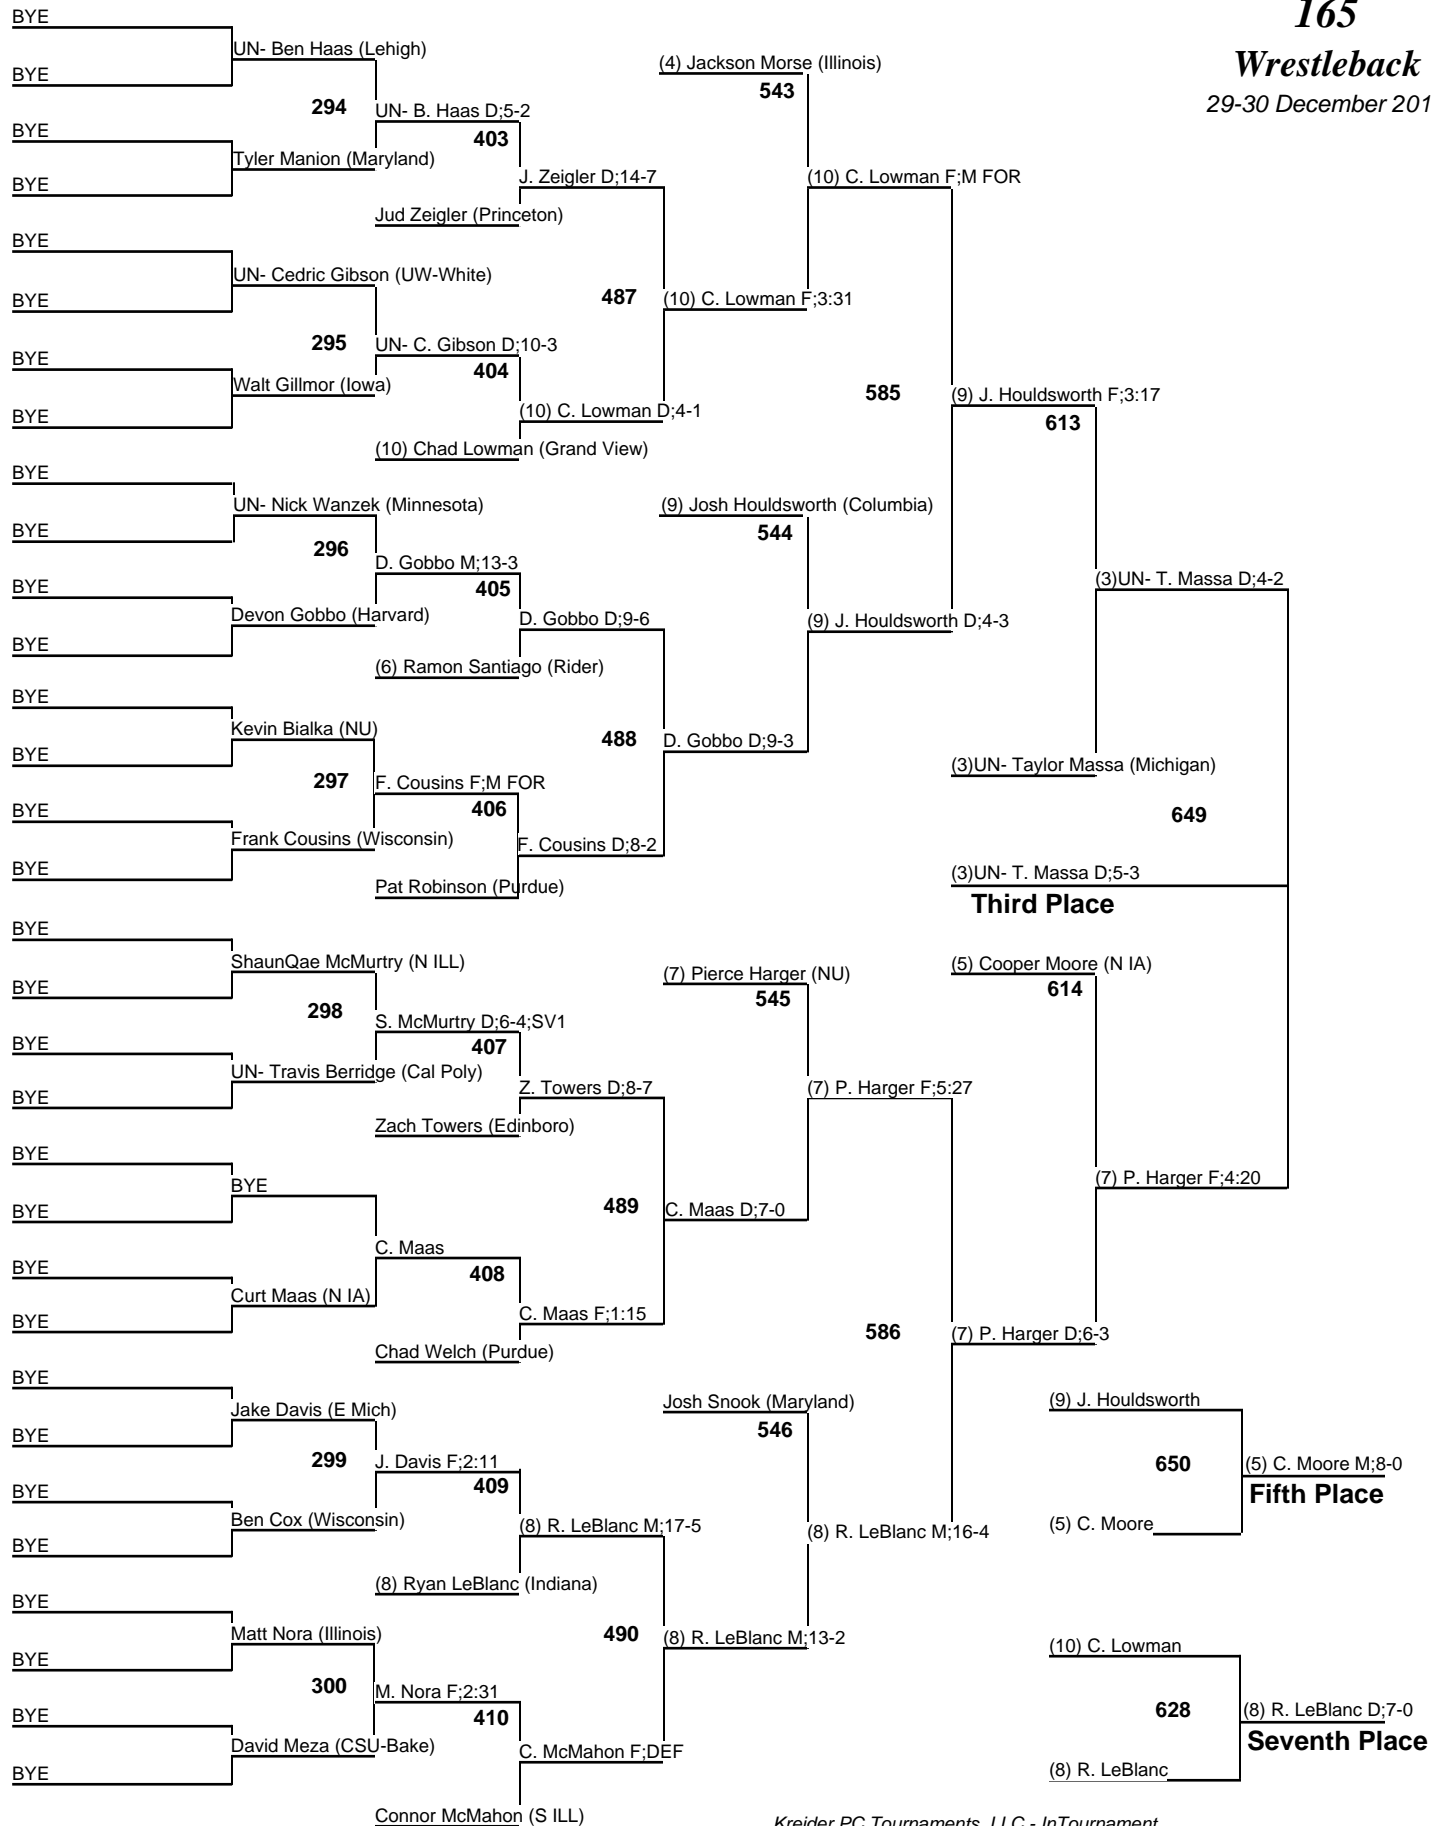 165
Wrestleback
29-30 December 201
BYE
UN- Ben Haas (Lehigh)
BYE
294
UN- B. Haas D;5-2
403
BYE
Tyler Manion (Maryland)
BYE
J. Zeigler D;14-7
Jud Zeigler (Princeton)
BYE
UN- Cedric Gibson (UW-White)
BYE
487
(10) C. Lowman F;3:31
295
UN- C. Gibson D;10-3
404
BYE
Walt Gillmor (Iowa)
BYE
(10) C. Lowman D;4-1
(10) Chad Lowman (Grand View)
(4) Jackson Morse (Illinois)
543
(10) C. Lowman F;M FOR
585
(9) J. Houldsworth F;3:17
613
BYE
UN- Nick Wanzek (Minnesota)
BYE
296
D. Gobbo M;13-3
405
BYE
Devon Gobbo (Harvard)
BYE
D. Gobbo D;9-6
(6) Ramon Santiago (Rider)
(9) Josh Houldsworth (Columbia)
544
(9) J. Houldsworth D;4-3
(3)UN- T. Massa D;4-2
BYE
Kevin Bialka (NU)
BYE
488
D. Gobbo D;9-3
297
F. Cousins F;M FOR
406
BYE
Frank Cousins (Wisconsin)
BYE
F. Cousins D;8-2
Pat Robinson (Purdue)
(3)UN- Taylor Massa (Michigan)
649
(3)UN- T. Massa D;5-3
Third Place
BYE
ShaunQae McMurtry (N ILL)
BYE
298
S. McMurtry D;6-4;SV1
407
BYE
UN- Travis Berridge (Cal Poly)
BYE
Z. Towers D;8-7
Zach Towers (Edinboro)
(7) Pierce Harger (NU)
545
(7) P. Harger F;5:27
(5) Cooper Moore (N IA)
614
BYE
BYE
BYE
489
C. Maas D;7-0
(7) P. Harger F;4:20
C. Maas
408
BYE
Curt Maas (N IA)
BYE
C. Maas F;1:15
Chad Welch (Purdue)
586
(7) P. Harger D;6-3
BYE
Jake Davis (E Mich)
BYE
299
J. Davis F;2:11
409
BYE
Ben Cox (Wisconsin)
BYE
(8) R. LeBlanc M;17-5
(8) Ryan LeBlanc (Indiana)
Josh Snook (Maryland)
546
(8) R. LeBlanc M;16-4
(9) J. Houldsworth
650
(5) C. Moore M;8-0
Fifth Place
(5) C. Moore
BYE
Matt Nora (Illinois)
BYE
490
(8) R. LeBlanc M;13-2
300
M. Nora F;2:31
410
BYE
David Meza (CSU-Bake)
BYE
C. McMahon F;DEF
Connor McMahon (S ILL)
(10) C. Lowman
628
(8) R. LeBlanc D;7-0
Seventh Place
(8) R. LeBlanc
Kreider PC Tournaments, LLC - InTournament